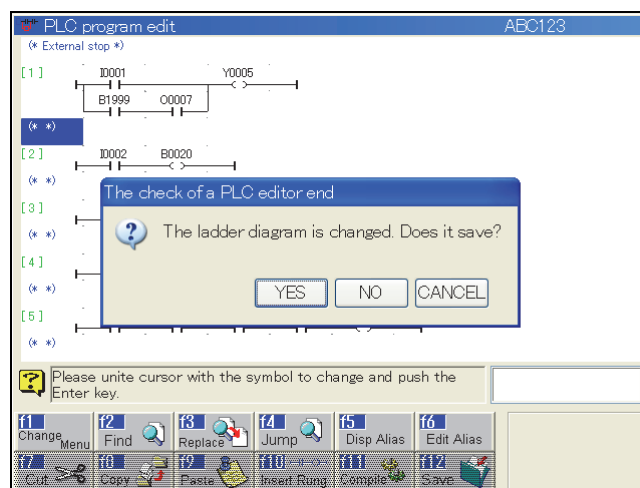 PLC program edit ABC123
(* External stop *)
[1] I0001 Y0005
B1999 O0007
(* *)
[2] I0002 B0020
(* *)
The check of a PLC editor end
[3]
The ladder diagram is changed. Does it save?
(* *)
[4]
(* *)
YES NO CANCEL
[5]
(* *)
Please unite cursor with the symbol to change and push the
Enter key.
f1 f2 f3 f4 f5 f6
Change Menu Find Replace Jump Disp Alias Edit Alias
f7 f8 f9 f10 f11 f12
Cut Copy Paste Insert Rung Compile Save